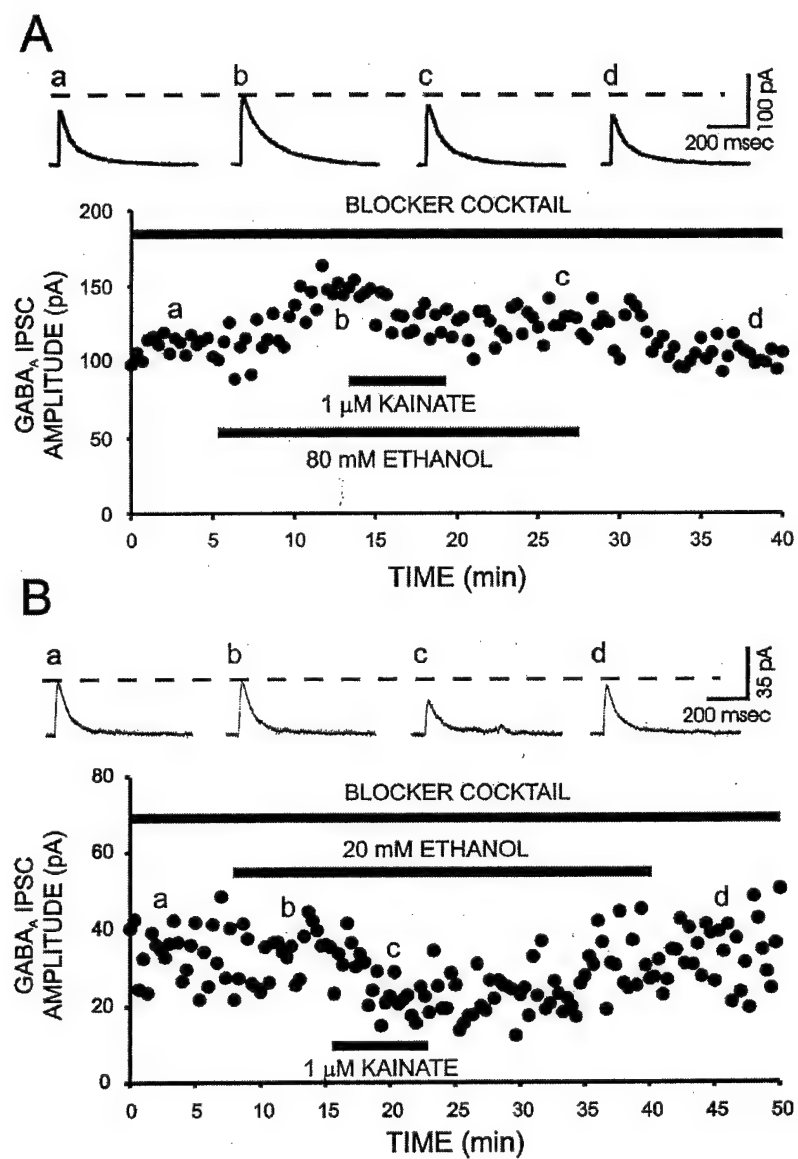 A
a b c d
100 pA
200 msec
BLOCKER COCKTAIL
200
150
100
50
0
GABA_A IPSC
AMPLITUDE (pA)
a
b
c
d
1 µM KAINATE
80 mM ETHANOL
0 5 10 15 20 25 30 35 40
TIME (min)
B
a b c d
35 pA
200 msec
80
60
40
20
0
GABA_A IPSC
AMPLITUDE (pA)
BLOCKER COCKTAIL
20 mM ETHANOL
a
b
c
d
1 µM KAINATE
0 5 10 15 20 25 30 35 40 45 50
TIME (min)